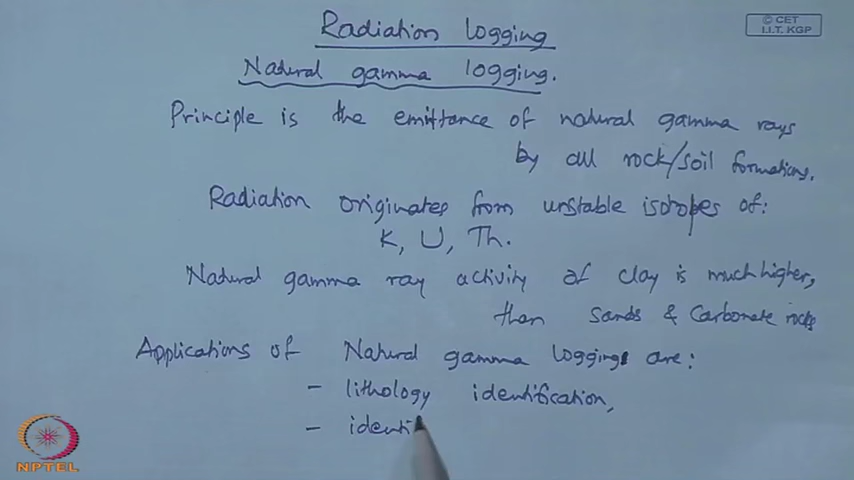 © CET
I.I.T. KGP
Radiation logging
Natural gamma logging.
Principle is the emittance of natural gamma rays
by all rock/soil formations.
Radiation originates from unstable isotopes of:
K, U, Th.
Natural gamma ray activity of clay is much higher,
than sands & Carbonate rocks
Applications of Natural gamma loggings are:
- lithology identification,
- identi
NPTEL